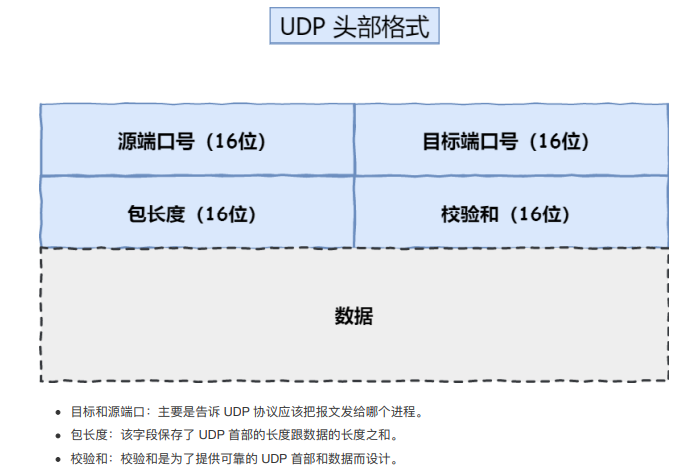 UDP 头部格式
源端口号（16位） 目标端口号（16位）
包长度（16位） 校验和（16位）
数据
• 目标和源端口：主要是告诉 UDP 协议应该把报文发给哪个进程。
• 包长度：该字段保存了 UDP 首部的长度跟数据的长度之和。
• 校验和：校验和是为了提供可靠的 UDP 首部和数据而设计。